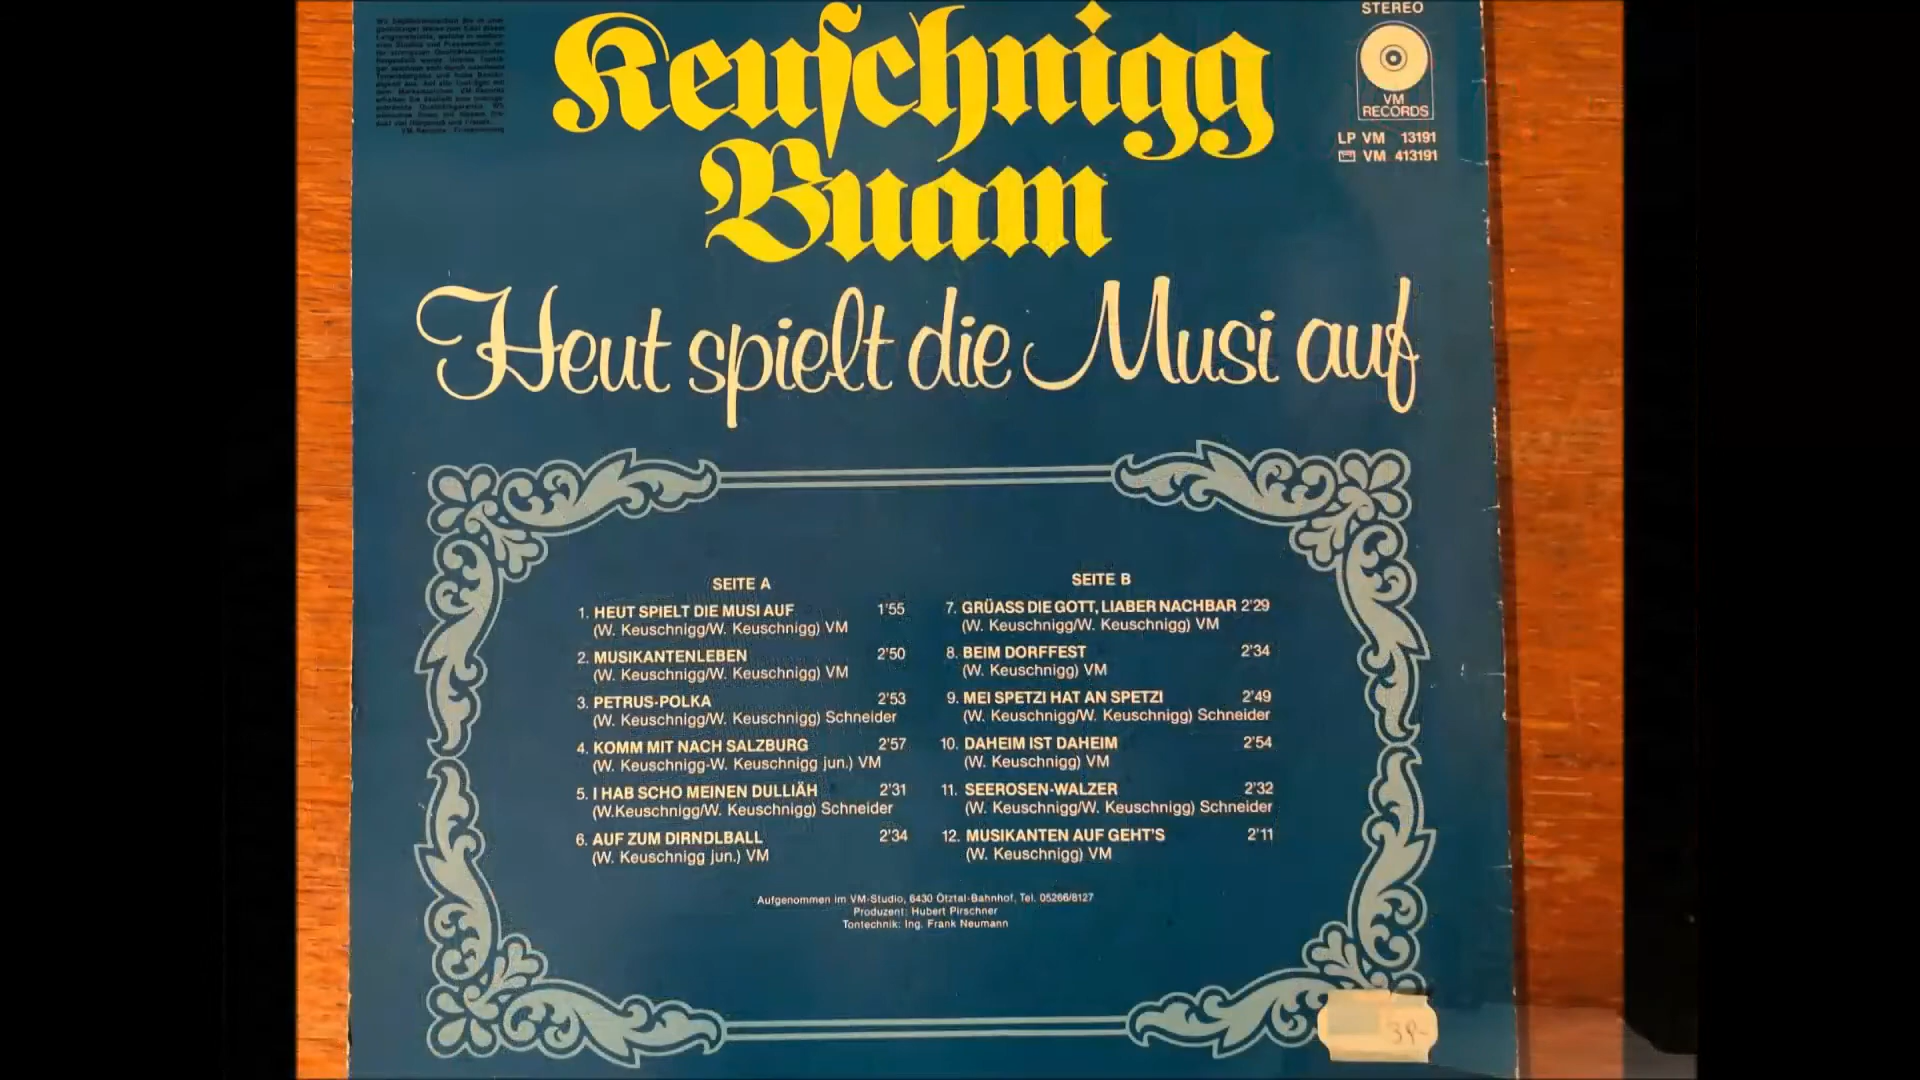 Keuschnigg
Buam
Heut spielt die Musi auf
STEREO
VM
RECORDS
LP VM 13191
VM 413191
SEITE A
1. HEUT SPIELT DIE MUSI AUF 1'55
(W. Keuschnigg/W. Keuschnigg) VM
2. MUSIKANTENLEBEN 2'50
(W. Keuschnigg/W. Keuschnigg) VM
3. PETRUS-POLKA 2'53
(W. Keuschnigg/W. Keuschnigg) Schneider
4. KOMM MIT NACH SALZBURG 2'57
(W. Keuschnigg-W. Keuschnigg jun.) VM
5. I HAB SCHO MEINEN DULLIÄH 2'31
(W.Keuschnigg/W. Keuschnigg) Schneider
6. AUF ZUM DIRNDLBALL 2'34
(W. Keuschnigg jun.) VM
SEITE B
7. GRÜASS DIE GOTT, LIABER NACHBAR 2'29
(W. Keuschnigg/W. Keuschnigg) VM
8. BEIM DORFFEST 2'34
(W. Keuschnigg) VM
9. MEI SPETZI HAT AN SPETZI 2'49
(W. Keuschnigg/W. Keuschnigg) Schneider
10. DAHEIM IST DAHEIM 2'54
(W. Keuschnigg) VM
11. SEEROSEN-WALZER 2'32
(W. Keuschnigg/W. Keuschnigg) Schneider
12. MUSIKANTEN AUF GEHT'S 2'11
(W. Keuschnigg) VM
Aufgenommen im VM-Studio, 6430 Ötztal-Bahnhof, Tel. 05266/8127
Produzent: Hubert Pirschner
Tontechnik: Ing. Frank Neumann